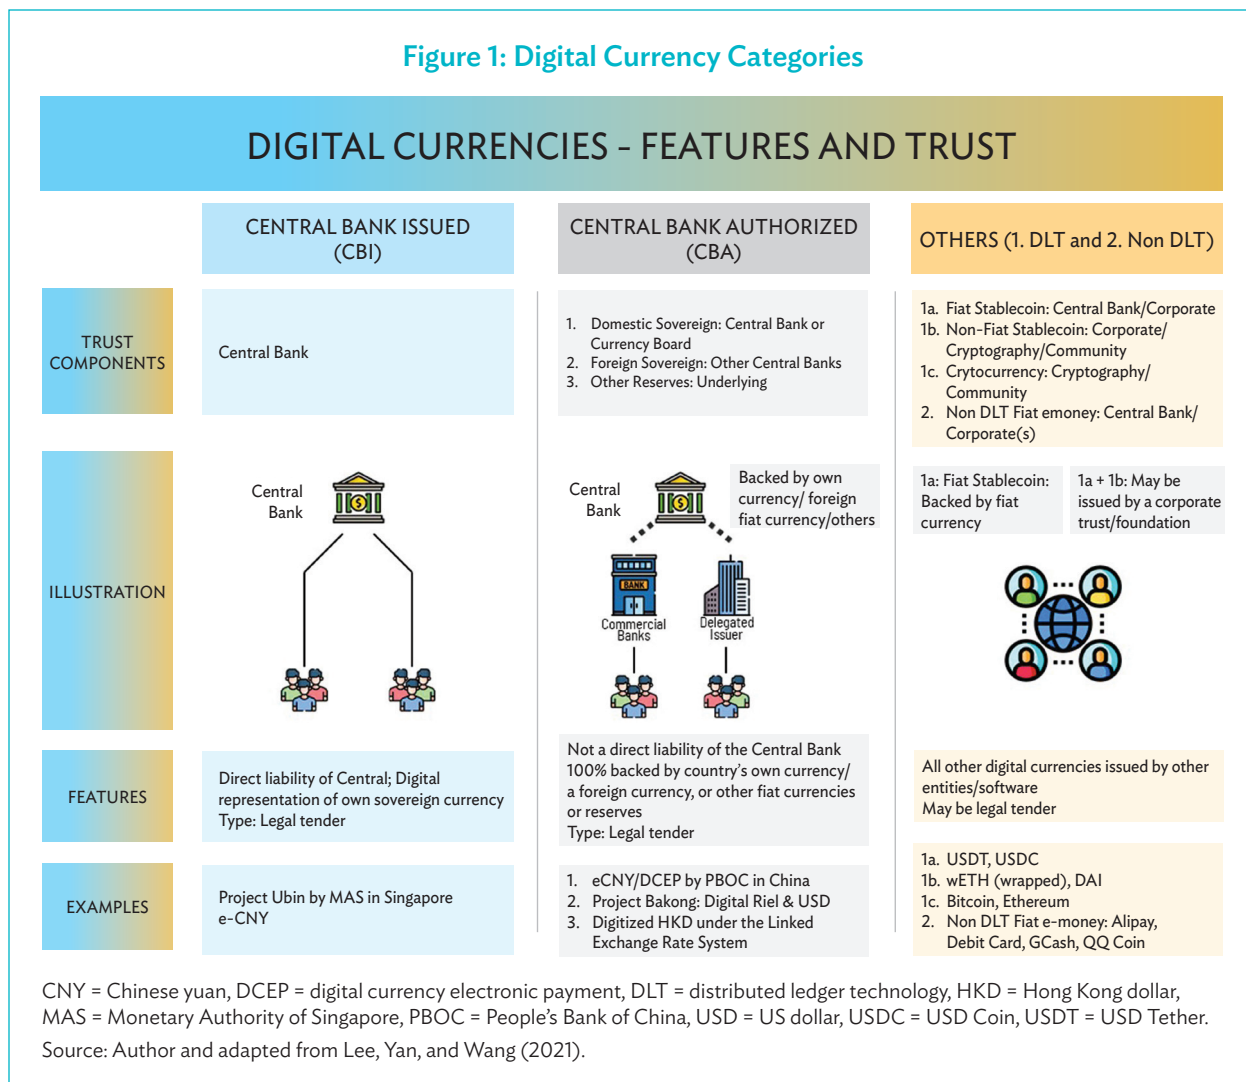 Figure 1: Digital Currency Categories
DIGITAL CURRENCIES – FEATURES AND TRUST
CENTRAL BANK ISSUED
(CBI)
CENTRAL BANK AUTHORIZED
(CBA)
OTHERS (1. DLT and 2. Non DLT)
TRUST
COMPONENTS
Central Bank
1. Domestic Sovereign: Central Bank or
Currency Board
2. Foreign Sovereign: Other Central Banks
3. Other Reserves: Underlying
1a. Fiat Stablecoin: Central Bank/Corporate
1b. Non-Fiat Stablecoin: Corporate/
Cryptography/Community
1c. Crytocurrency: Cryptography/
Community
2. Non DLT Fiat emoney: Central Bank/
Corporate(s)
ILLUSTRATION
Central
Bank
Central
Bank
Backed by own
currency/ foreign
fiat currency/others
BANK
Commercial
Banks
Delegated
Issuer
1a: Fiat Stablecoin:
Backed by fiat
currency
1a + 1b: May be
issued by a corporate
trust/foundation
FEATURES
Direct liability of Central; Digital
representation of own sovereign currency
Type: Legal tender
Not a direct liability of the Central Bank
100% backed by country's own currency/
a foreign currency, or other fiat currencies
or reserves
Type: Legal tender
All other digital currencies issued by other
entities/software
May be legal tender
EXAMPLES
Project Ubin by MAS in Singapore
e-CNY
1. eCNY/DCEP by PBOC in China
2. Project Bakong: Digital Riel & USD
3. Digitized HKD under the Linked
Exchange Rate System
1a. USDT, USDC
1b. wETH (wrapped), DAI
1c. Bitcoin, Ethereum
2. Non DLT Fiat e-money: Alipay,
Debit Card, GCash, QQ Coin
CNY = Chinese yuan, DCEP = digital currency electronic payment, DLT = distributed ledger technology, HKD = Hong Kong dollar,
MAS = Monetary Authority of Singapore, PBOC = People's Bank of China, USD = US dollar, USDC = USD Coin, USDT = USD Tether.
Source: Author and adapted from Lee, Yan, and Wang (2021).